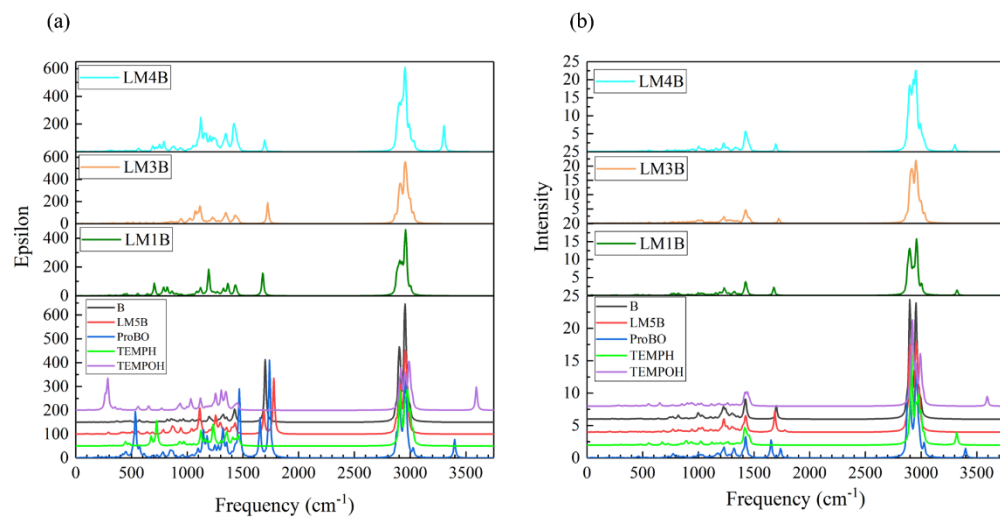 (a)
(b)
LM4B
600
400
200
0
LM3B
600
400
200
0
LM1B
400
200
0
B
LM5B
ProBO
TEMPH
TEMPOH
600
500
400
300
200
100
0
0 500 1000 1500 2000 2500 3000 3500
Epsilon
Frequency (cm-1)
LM4B
25
20
15
10
5
25
LM3B
20
15
10
5
20
LM1B
15
10
5
25
B
LM5B
ProBO
TEMPH
TEMPOH
20
15
10
5
0
0 500 1000 1500 2000 2500 3000 3500
Intensity
Frequency (cm-1)